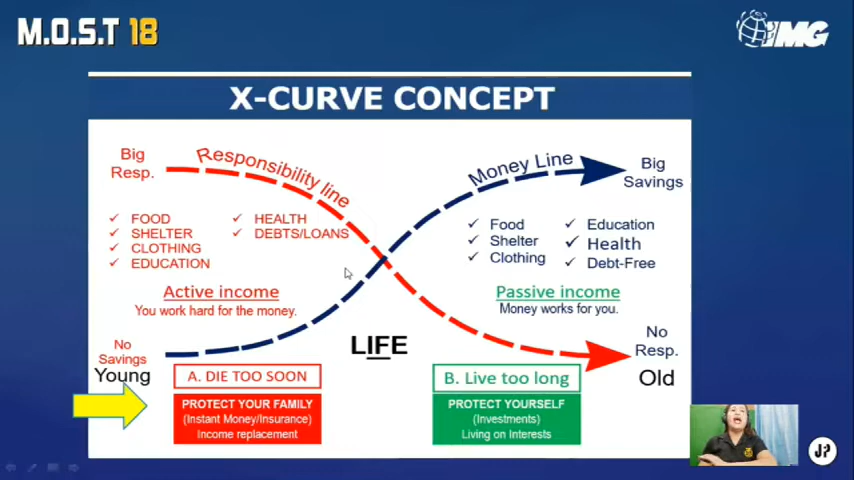 M.O.S.T 18
IMG
X-CURVE CONCEPT
Big
Resp.
Responsibility line
Money Line
Big
Savings
✓ FOOD
✓ SHELTER
✓ CLOTHING
✓ EDUCATION
✓ HEALTH
✓ DEBTS/LOANS
✓ Food
✓ Shelter
✓ Clothing
✓ Education
✓ Health
✓ Debt-Free
Active income
You work hard for the money.
Passive income
Money works for you.
No
Savings
Young
LIFE
No
Resp.
Old
A. DIE TOO SOON
PROTECT YOUR FAMILY
(Instant Money/Insurance)
Income replacement
B. Live too long
PROTECT YOURSELF
(Investments)
Living on Interests
JP